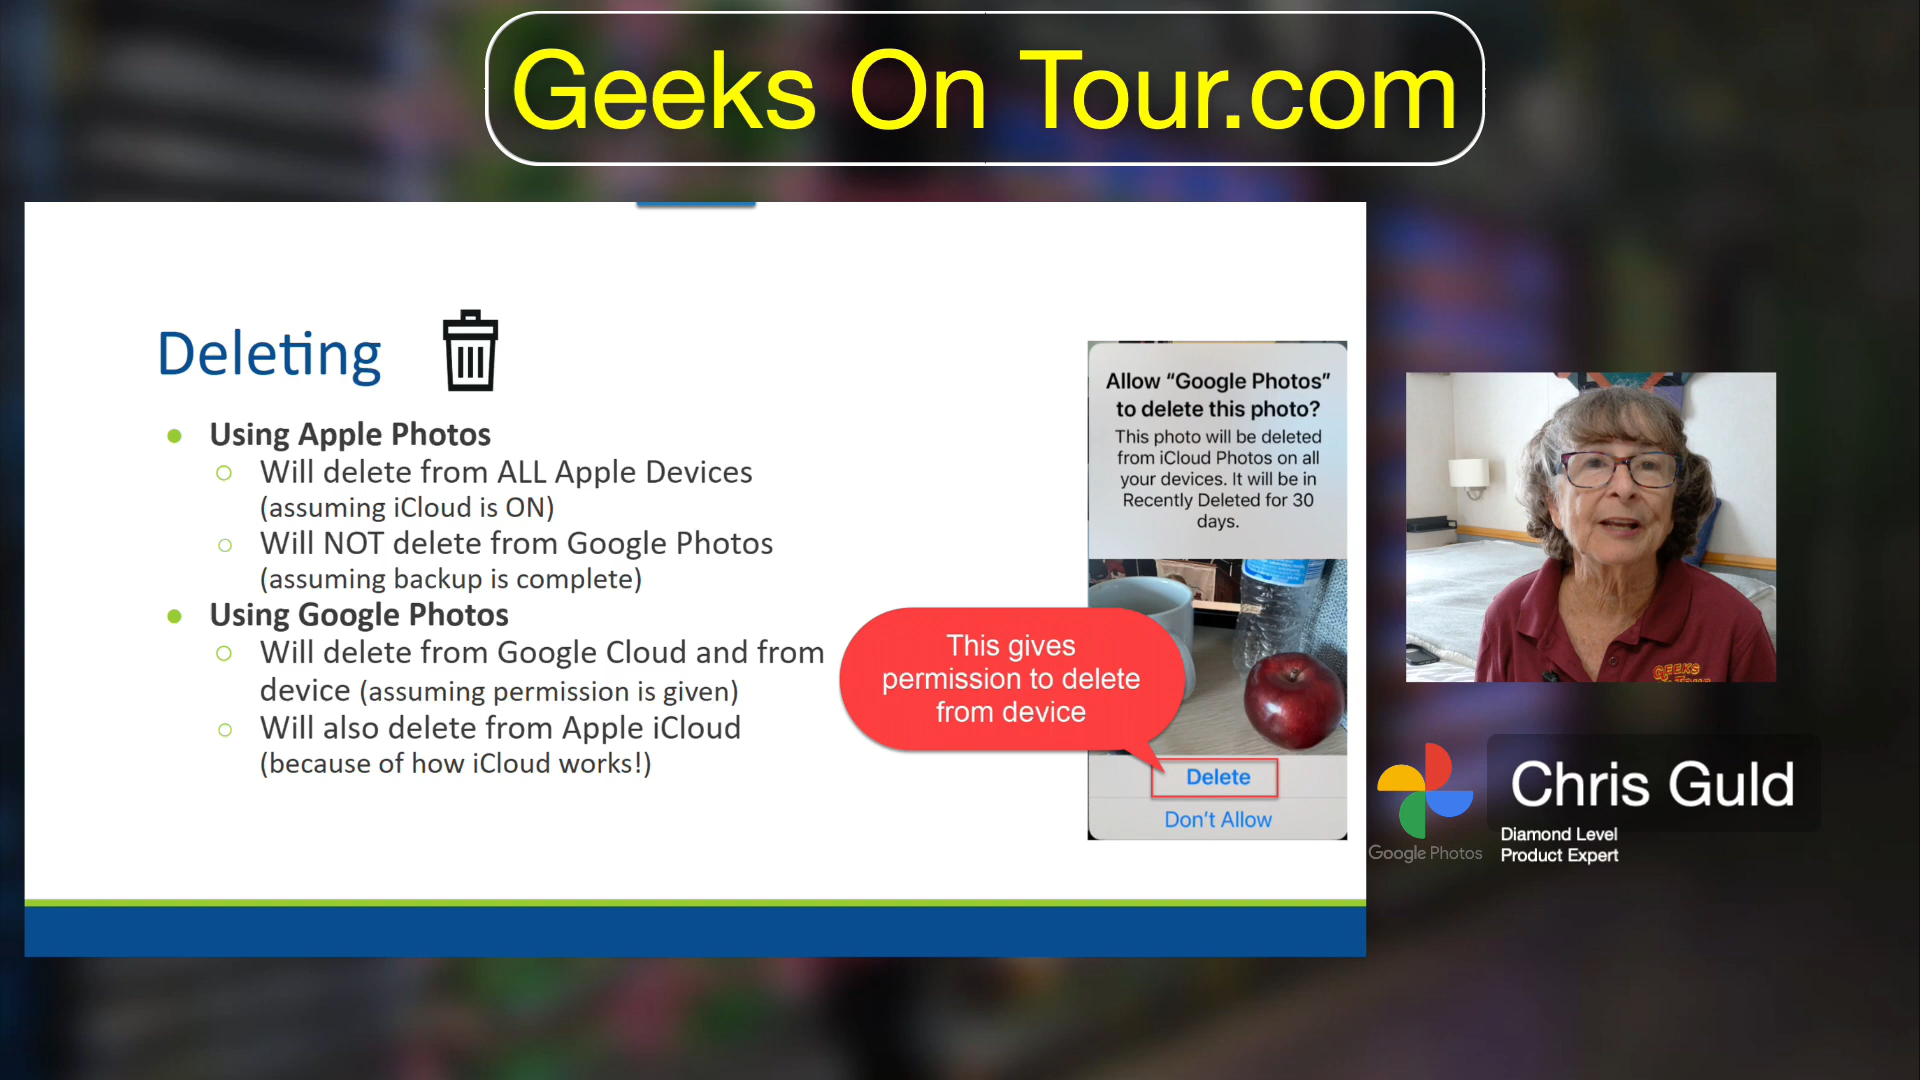 Geeks On Tour.com
Deleting
● Using Apple Photos
○ Will delete from ALL Apple Devices
(assuming iCloud is ON)
○ Will NOT delete from Google Photos
(assuming backup is complete)
● Using Google Photos
○ Will delete from Google Cloud and from
device (assuming permission is given)
○ Will also delete from Apple iCloud
(because of how iCloud works!)
Allow “Google Photos”
to delete this photo?
This photo will be deleted
from iCloud Photos on all
your devices. It will be in
Recently Deleted for 30
days.
This gives
permission to delete
from device
Delete
Don’t Allow
GEEKS
Google Photos
Chris Guld
Diamond Level
Product Expert